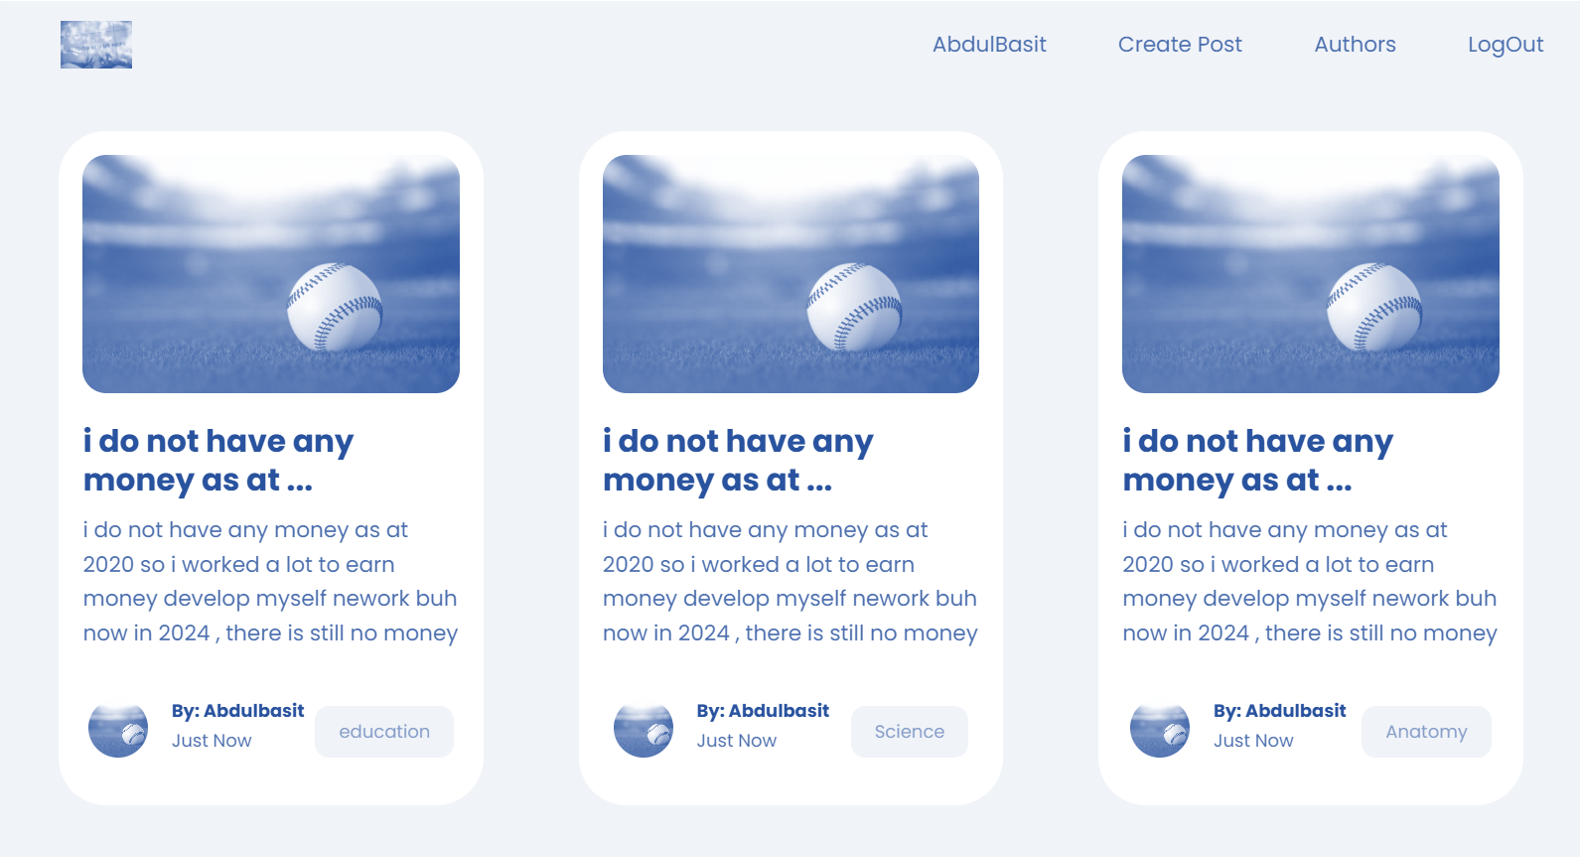 AbdulBasit
Create Post
Authors
LogOut
i do not have any
money as at ...
i do not have any money as at
2020 so i worked a lot to earn
money develop myself nework buh
now in 2024 , there is still no money
By: Abdulbasit
Just Now
education
i do not have any
money as at ...
i do not have any money as at
2020 so i worked a lot to earn
money develop myself nework buh
now in 2024 , there is still no money
By: Abdulbasit
Just Now
Science
i do not have any
money as at ...
i do not have any money as at
2020 so i worked a lot to earn
money develop myself nework buh
now in 2024 , there is still no money
By: Abdulbasit
Just Now
Anatomy